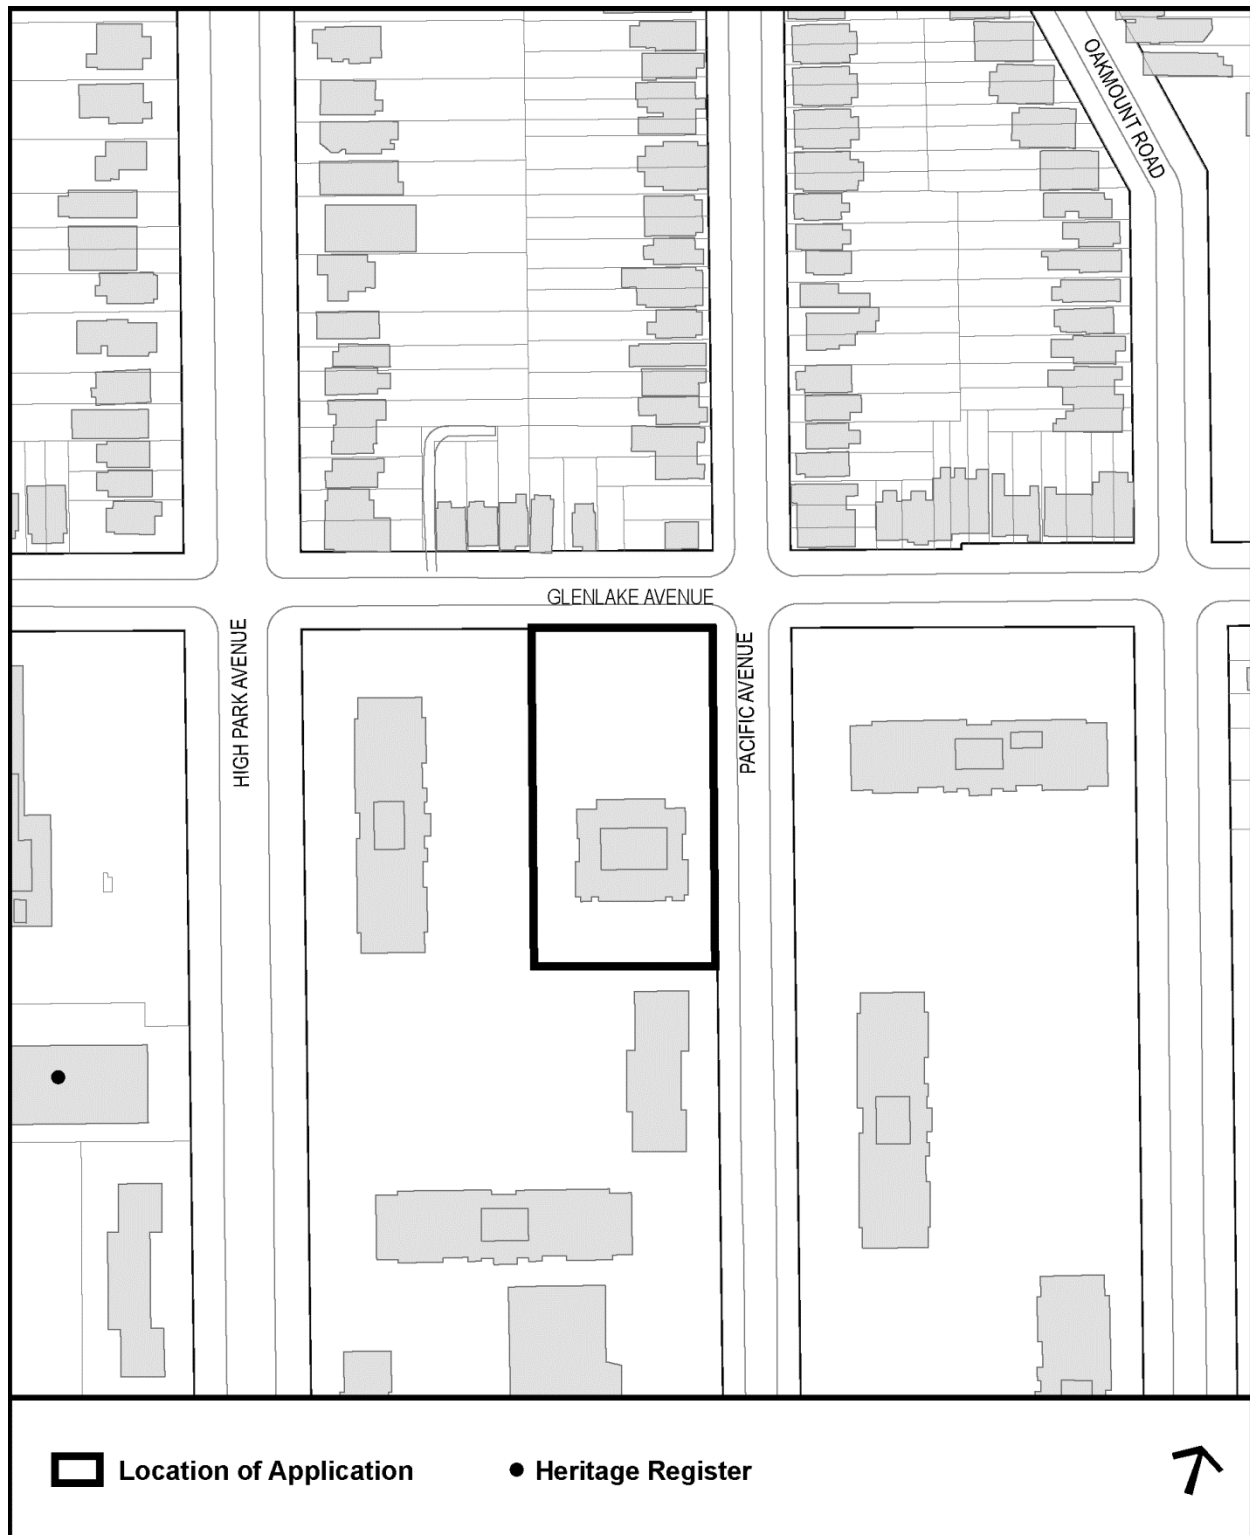 OAKMOUNT ROAD
GLENLAKE AVENUE
HIGH PARK AVENUE
PACIFIC AVENUE
Location of Application
Heritage Register